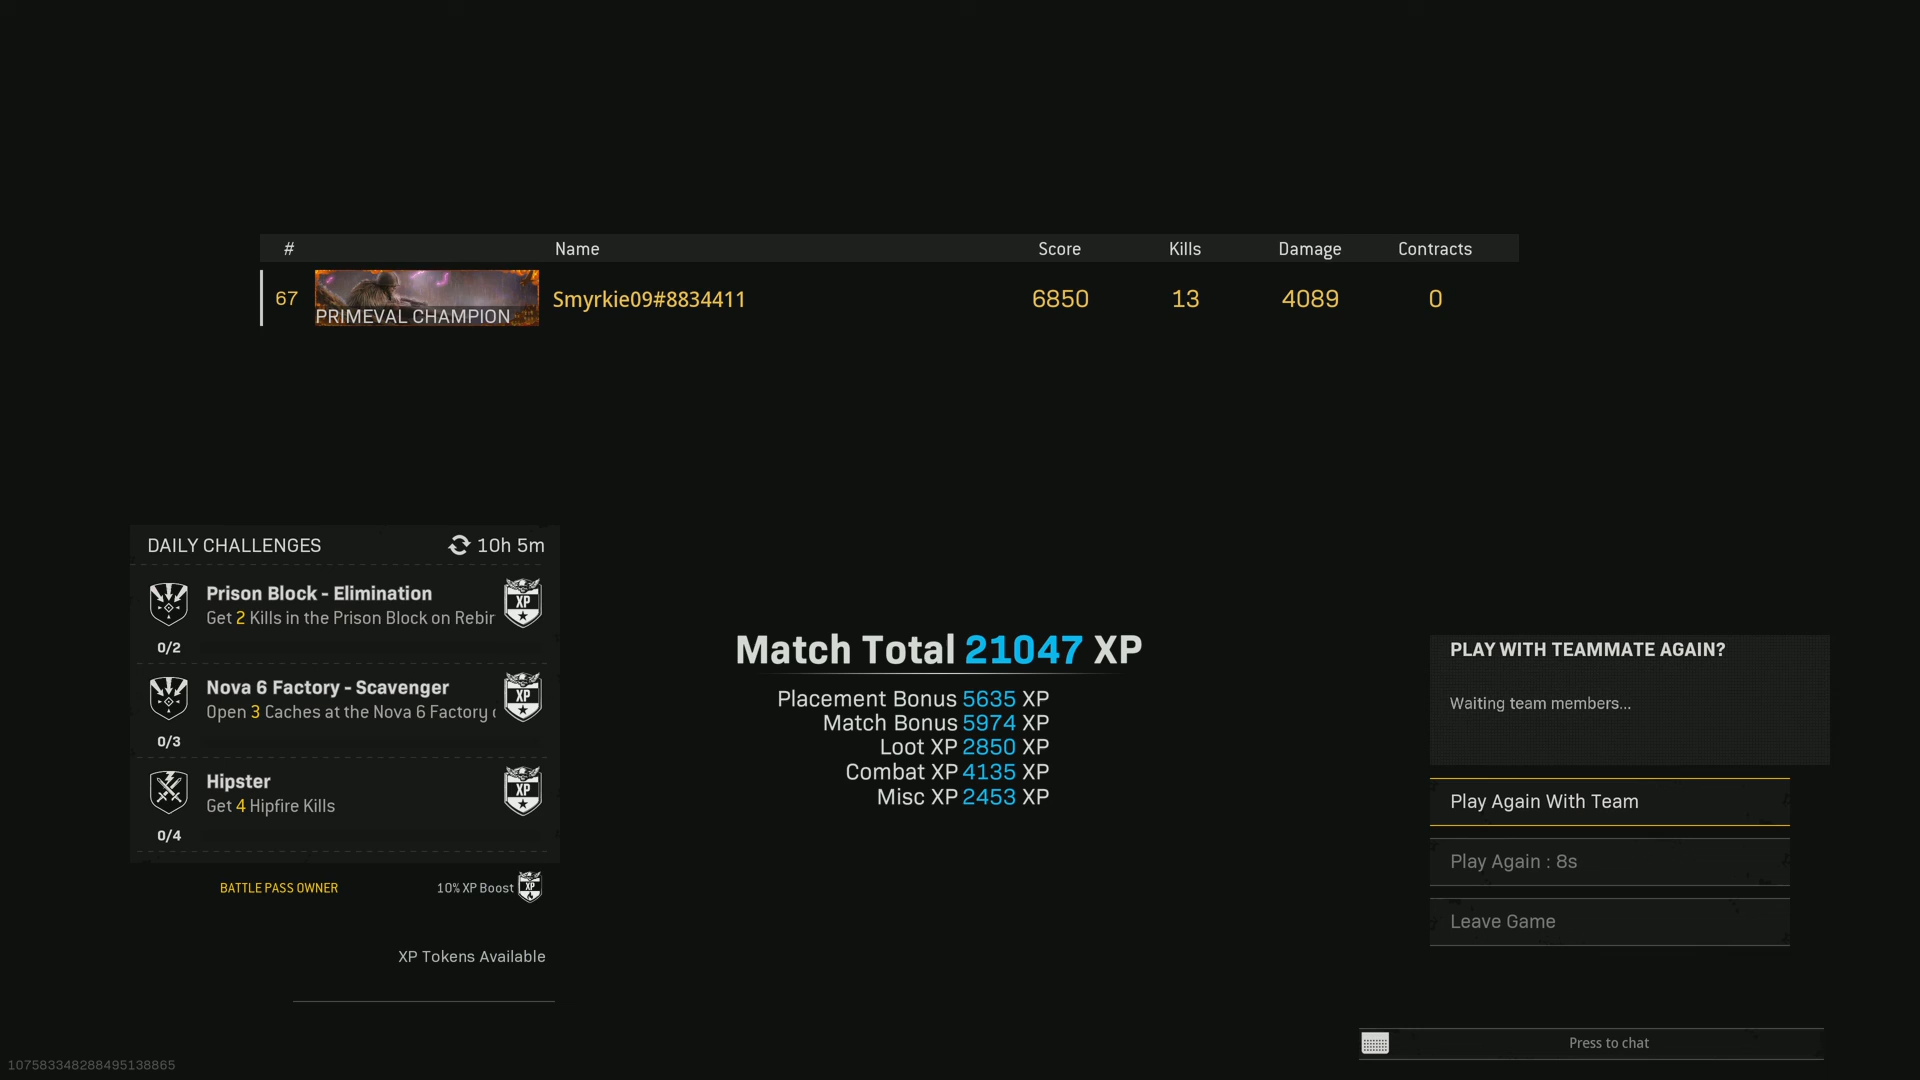 # Name Score Kills Damage Contracts
67 PRIMEVAL CHAMPION Smyrkie09#8834411 6850 13 4089 0
DAILY CHALLENGES 10h 5m
Prison Block - Elimination
Get 2 Kills in the Prison Block on Rebir
XP
0/2
Nova 6 Factory - Scavenger
Open 3 Caches at the Nova 6 Factory
XP
0/3
Hipster
Get 4 Hipfire Kills
XP
0/4
BATTLE PASS OWNER 10% XP Boost XP
XP Tokens Available
Match Total 21047 XP
Placement Bonus 5635 XP
Match Bonus 5974 XP
Loot XP 2850 XP
Combat XP 4135 XP
Misc XP 2453 XP
PLAY WITH TEAMMATE AGAIN?
Waiting team members...
Play Again With Team
Play Again : 8s
Leave Game
Press to chat
107583348288495138865